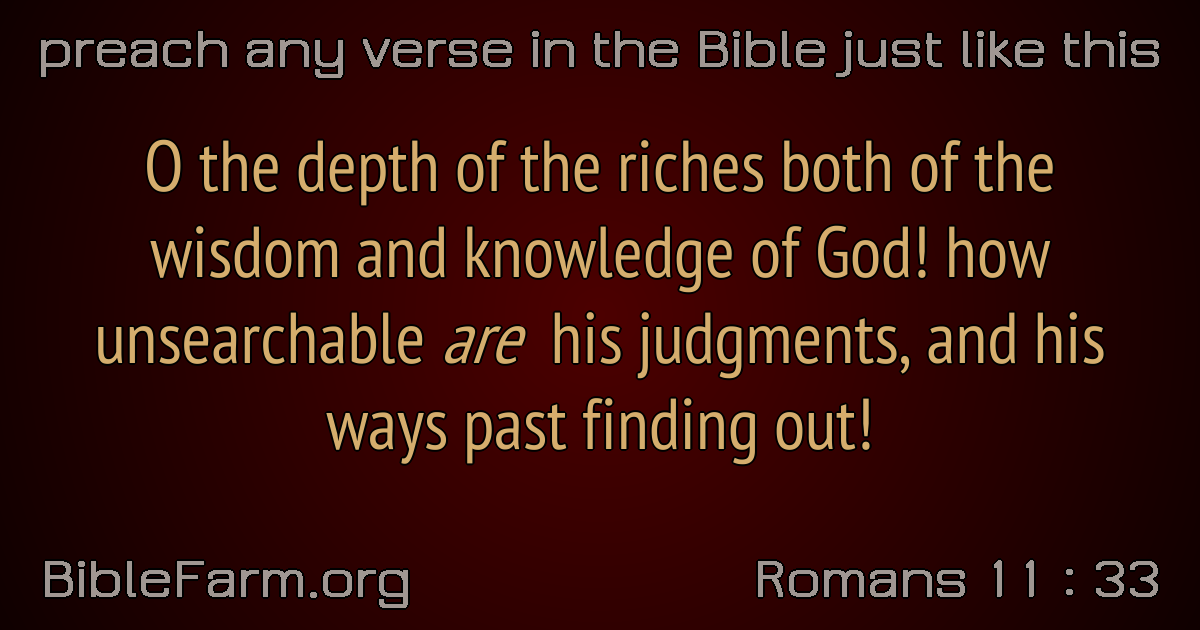 preach any verse in the Bible just like this
O the depth of the riches both of the
wisdom and knowledge of God! how
unsearchable are his judgments, and his
ways past finding out!
BibleFarm.org
Romans 11 : 33